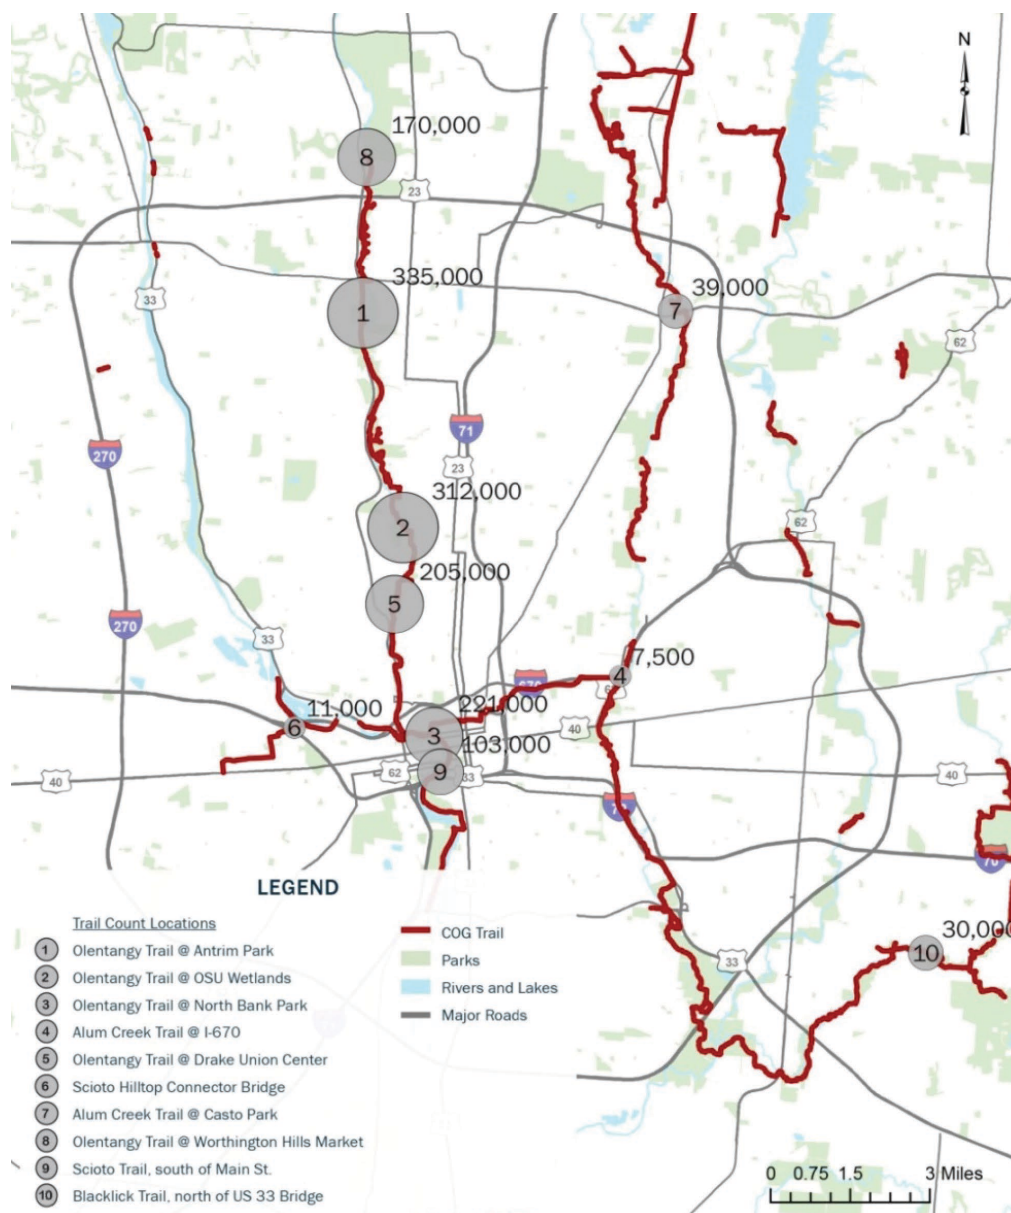 N
170,000
8
23
335,000
1
39,000
7
33
62
270
71
23
312,000
2
62
205,000
5
270
33
7,500
4
670
11,000
6
221,000
3
40
103,000
9
62
33
40
40
70
30,000
10
33
LEGEND
Trail Count Locations
1 Olentangy Trail @ Antrim Park
2 Olentangy Trail @ OSU Wetlands
3 Olentangy Trail @ North Bank Park
4 Alum Creek Trail @ I-670
5 Olentangy Trail @ Drake Union Center
6 Scioto Hilltop Connector Bridge
7 Alum Creek Trail @ Casto Park
8 Olentangy Trail @ Worthington Hills Market
9 Scioto Trail, south of Main St.
10 Blacklick Trail, north of US 33 Bridge
COG Trail
Parks
Rivers and Lakes
Major Roads
0 0.75 1.5 3 Miles